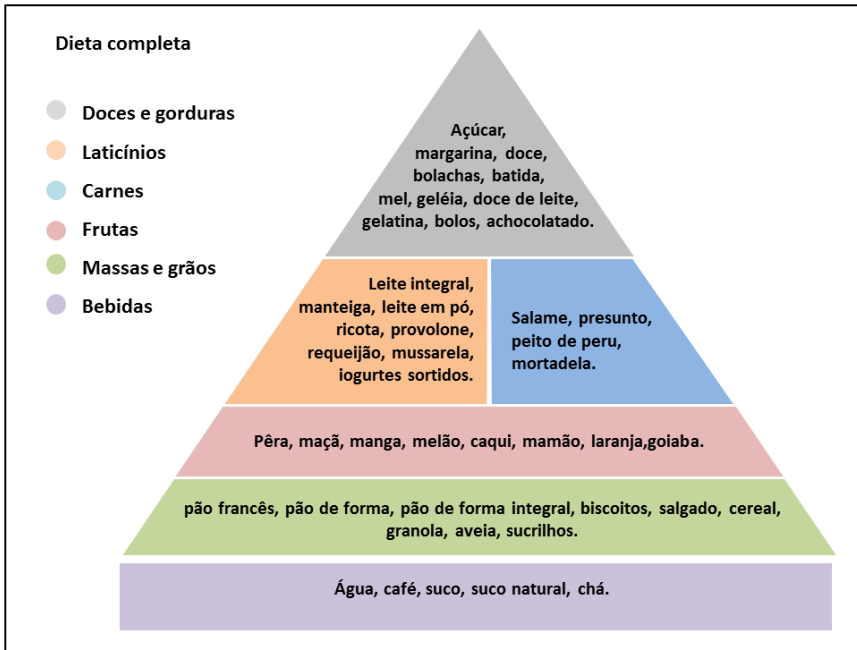 Dieta completa
Doces e gorduras
Laticínios
Carnes
Frutas
Massas e grãos
Bebidas
Açúcar,
margarina, doce,
bolachas, batida,
mel, geléia, doce de leite,
gelatina, bolos, achocolatado.
Leite integral,
manteiga, leite em pó,
ricota, provolone,
requeijão, mussarela,
iogurtes sortidos.
Salame, presunto,
peito de peru,
mortadela.
Pêra, maçã, manga, melão, caqui, mamão, laranja,goiaba.
pão francês, pão de forma, pão de forma integral, biscoitos, salgado, cereal,
granola, aveia, sucrilhos.
Água, café, suco, suco natural, chá.